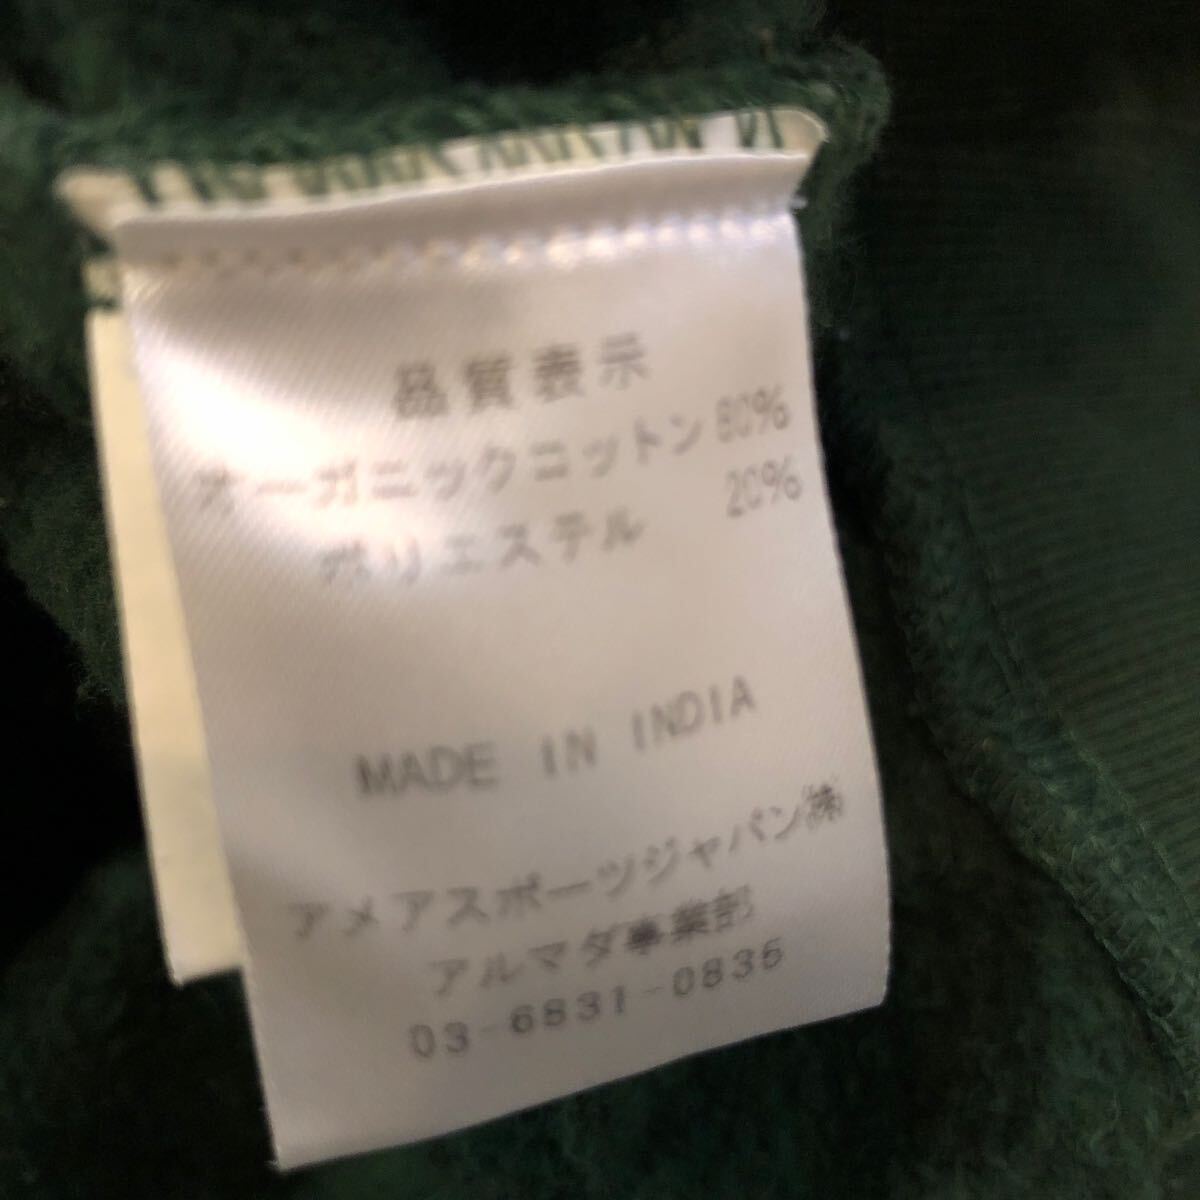 品質表示
オーガニックコットン 80%
ポリエステル 20%
MADE IN INDIA
アメアスポーツジャパン㈱
アルマダ事業部
03-6831-0835